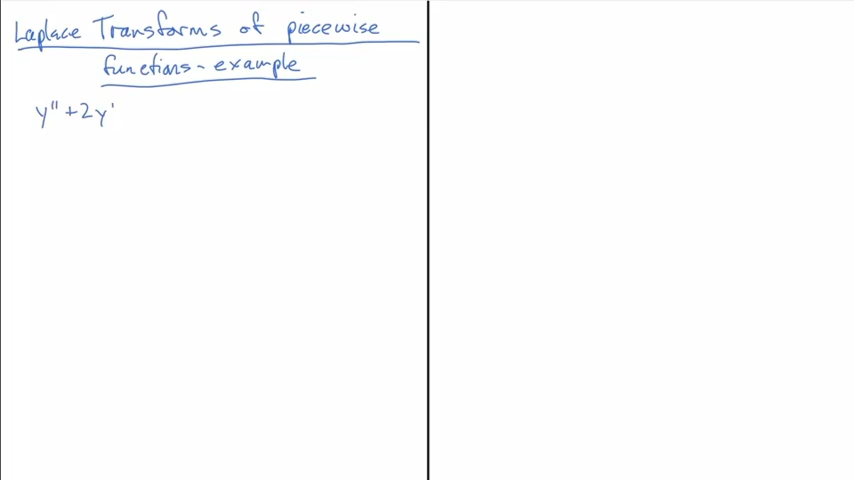 Laplace Transforms of piecewise
functions - example
y'' + 2y'